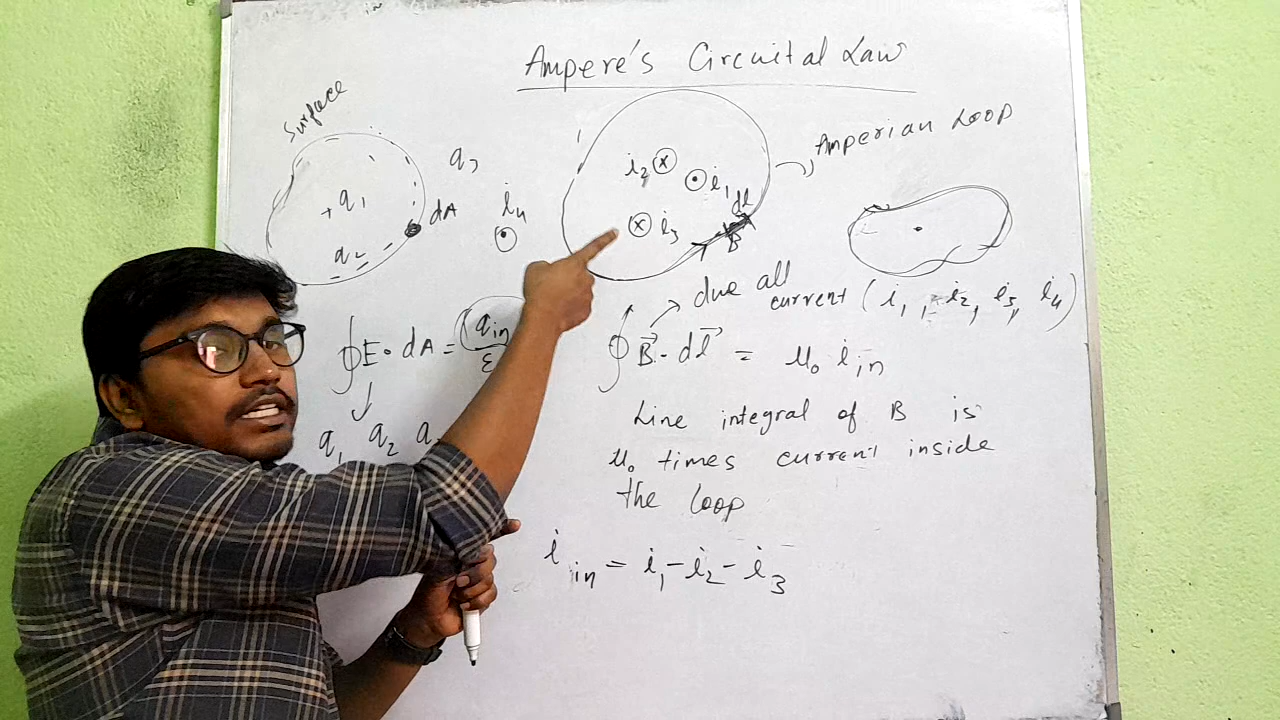 in
Ampere's Circuital Law
Surface
+ q₁
q₂
dA
q₃
i₄
i₂
i₁
i₃
dl
B
Amperian Loop
due all
current (i₁, i₂, i₃, i₄)
∮E · dA = qin
ε
q₁ q₂ q
∮B⃗ · dl⃗ = μ₀ iin
Line integral of B is
μ₀ times current inside
the loop
iin = i₁ - i₂ - i₃